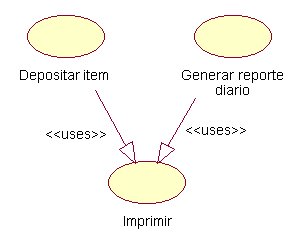 Depositar item
Generar reporte
diario
<<uses>>
<<uses>>
Imprimir